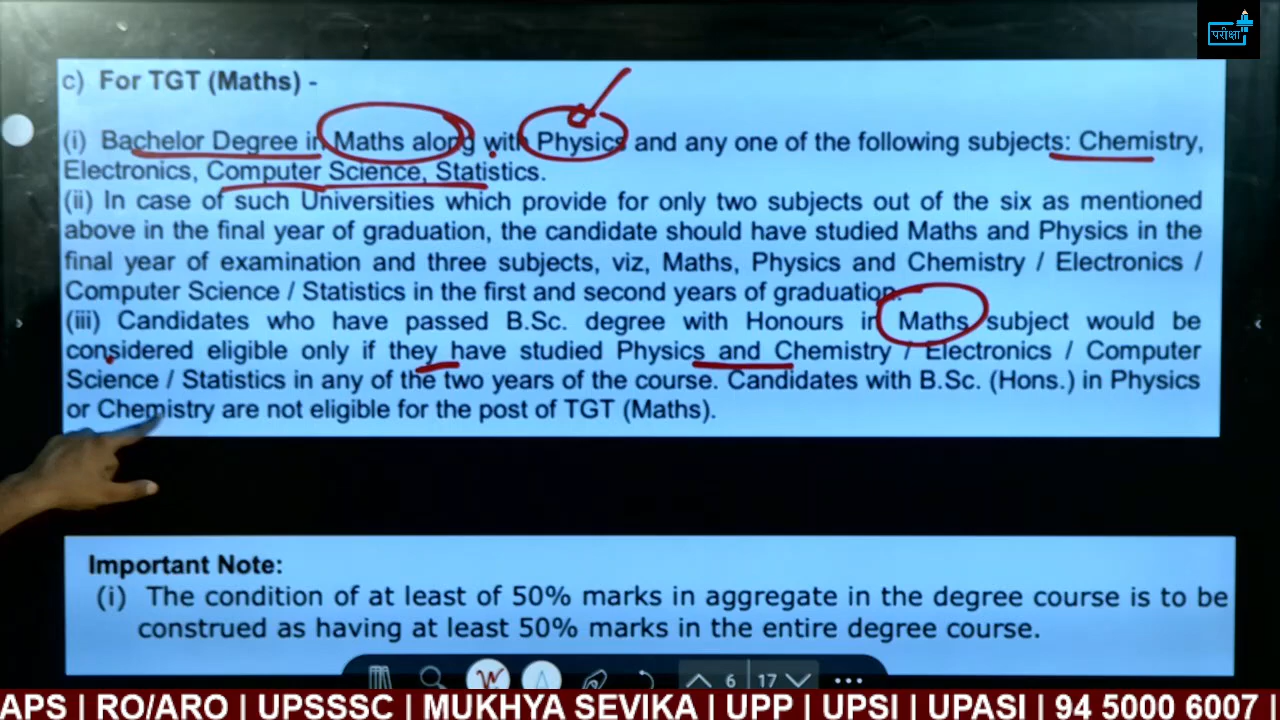 परीक्षा
c) For TGT (Maths) -
(i) Bachelor Degree in Maths along with Physics and any one of the following subjects: Chemistry,
Electronics, Computer Science, Statistics.
(ii) In case of such Universities which provide for only two subjects out of the six as mentioned
above in the final year of graduation, the candidate should have studied Maths and Physics in the
final year of examination and three subjects, viz, Maths, Physics and Chemistry / Electronics /
Computer Science / Statistics in the first and second years of graduation.
(iii) Candidates who have passed B.Sc. degree with Honours in Maths subject would be
considered eligible only if they have studied Physics and Chemistry / Electronics / Computer
Science / Statistics in any of the two years of the course. Candidates with B.Sc. (Hons.) in Physics
or Chemistry are not eligible for the post of TGT (Maths).
Important Note:
(i) The condition of at least of 50% marks in aggregate in the degree course is to be
construed as having at least 50% marks in the entire degree course.
6 17
APS | RO/ARO | UPSSSC | MUKHYA SEVIKA | UPP | UPSI | UPASI | 94 5000 6007 |